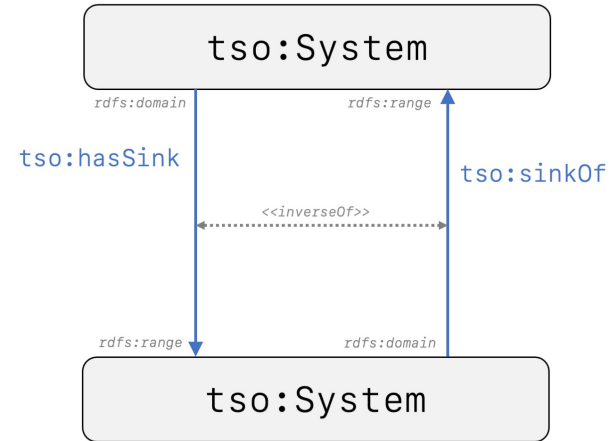 tso:System
rdfs:domain
rdfs:range
tso:hasSink
tso:sinkOf
<<inverseOf>>
rdfs:range
rdfs:domain
tso:System